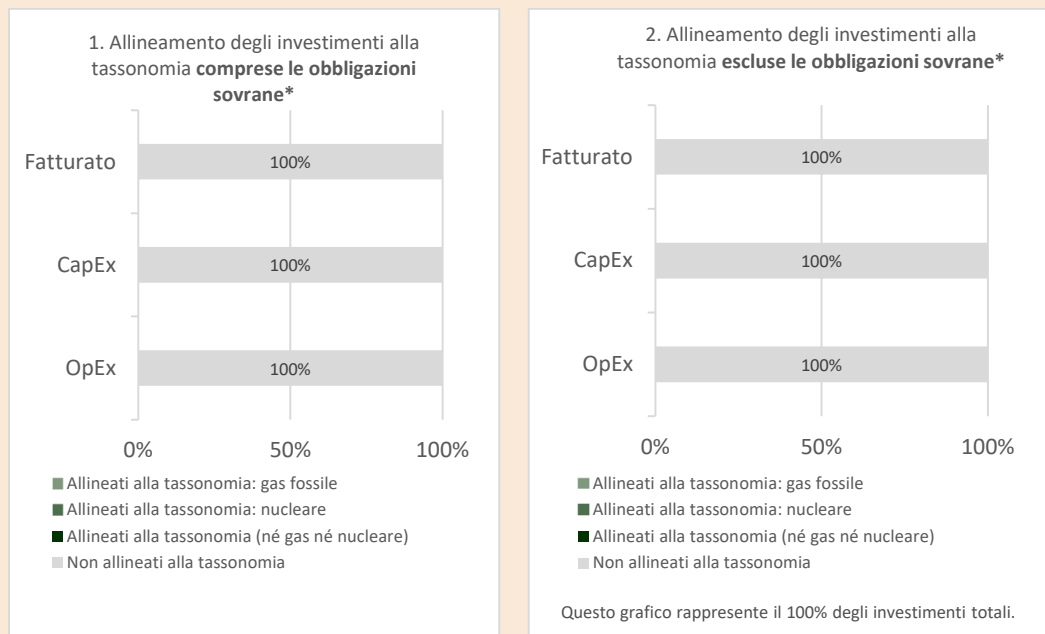 1. Allineamento degli investimenti alla
tassonomia comprese le obbligazioni
sovrane*
Fatturato
100%
CapEx
100%
OpEx
100%
0%
50%
100%
Allineati alla tassonomia: gas fossile
Allineati alla tassonomia: nucleare
Allineati alla tassonomia (né gas né nucleare)
Non allineati alla tassonomia
2. Allineamento degli investimenti alla
tassonomia escluse le obbligazioni sovrane*
Fatturato
100%
CapEx
100%
OpEx
100%
0%
50%
100%
Allineati alla tassonomia: gas fossile
Allineati alla tassonomia: nucleare
Allineati alla tassonomia (né gas né nucleare)
Non allineati alla tassonomia
Questo grafico rappresente il 100% degli investimenti totali.